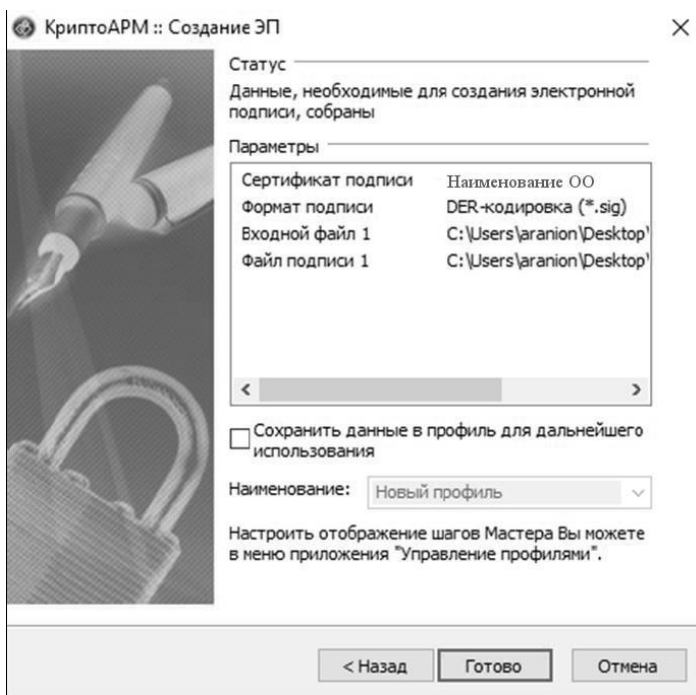 КриптоАРМ :: Создание ЭП
Статус
Данные, необходимые для создания электронной
подписи, собраны
Параметры
Сертификат подписи Наименование ОО
Формат подписи DER-кодировка (*.sig)
Входной файл 1 C:\Users\aranion\Desktop\
Файл подписи 1 C:\Users\aranion\Desktop\
Сохранить данные в профиль для дальнейшего
использования
Наименование: Новый профиль
Настроить отображение шагов Мастера Вы можете
в меню приложения "Управление профилями".
< Назад Готово Отмена